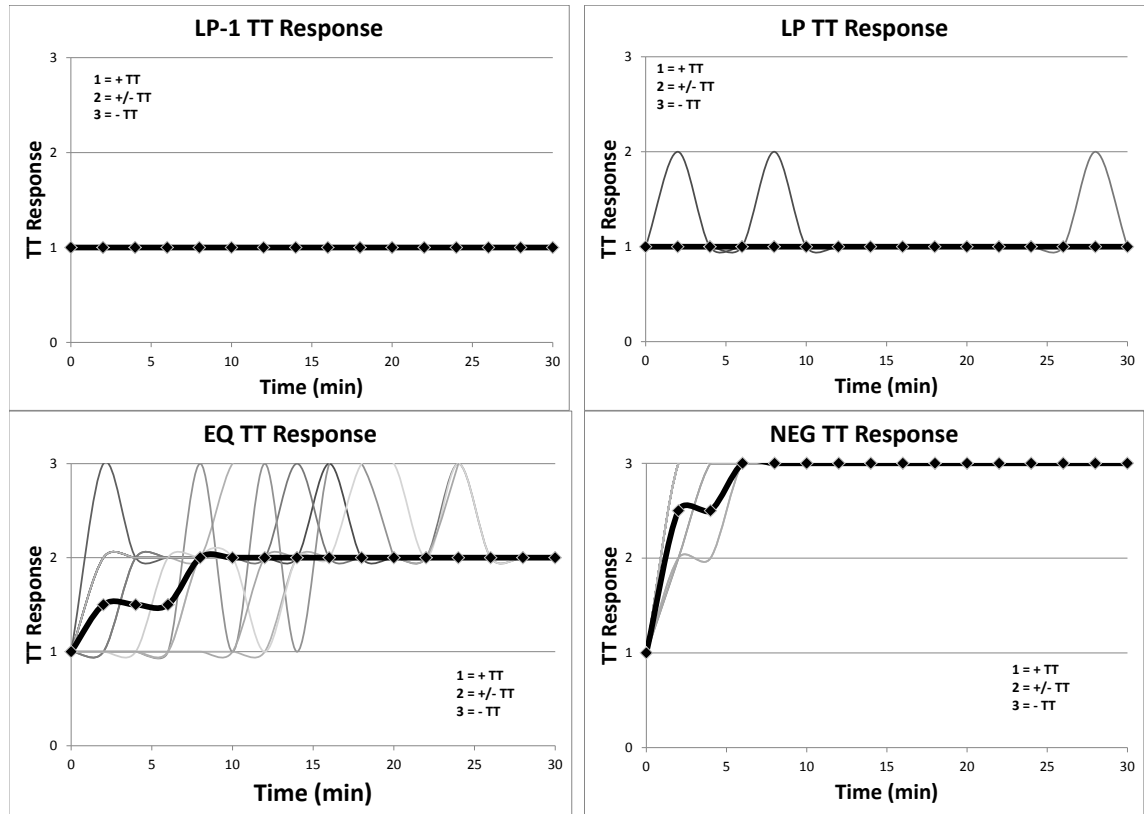 LP-1 TT Response
3
2
1
0
TT Response
1 = + TT
2 = +/- TT
3 = - TT
0 5 10 15 20 25 30
Time (min)
LP TT Response
3
2
1
0
TT Response
1 = + TT
2 = +/- TT
3 = - TT
0 5 10 15 20 25 30
Time (min)
EQ TT Response
3
2
1
0
TT Response
1 = + TT
2 = +/- TT
3 = - TT
0 5 10 15 20 25 30
Time (min)
NEG TT Response
3
2
1
0
TT Response
1 = + TT
2 = +/- TT
3 = - TT
0 5 10 15 20 25 30
Time (min)